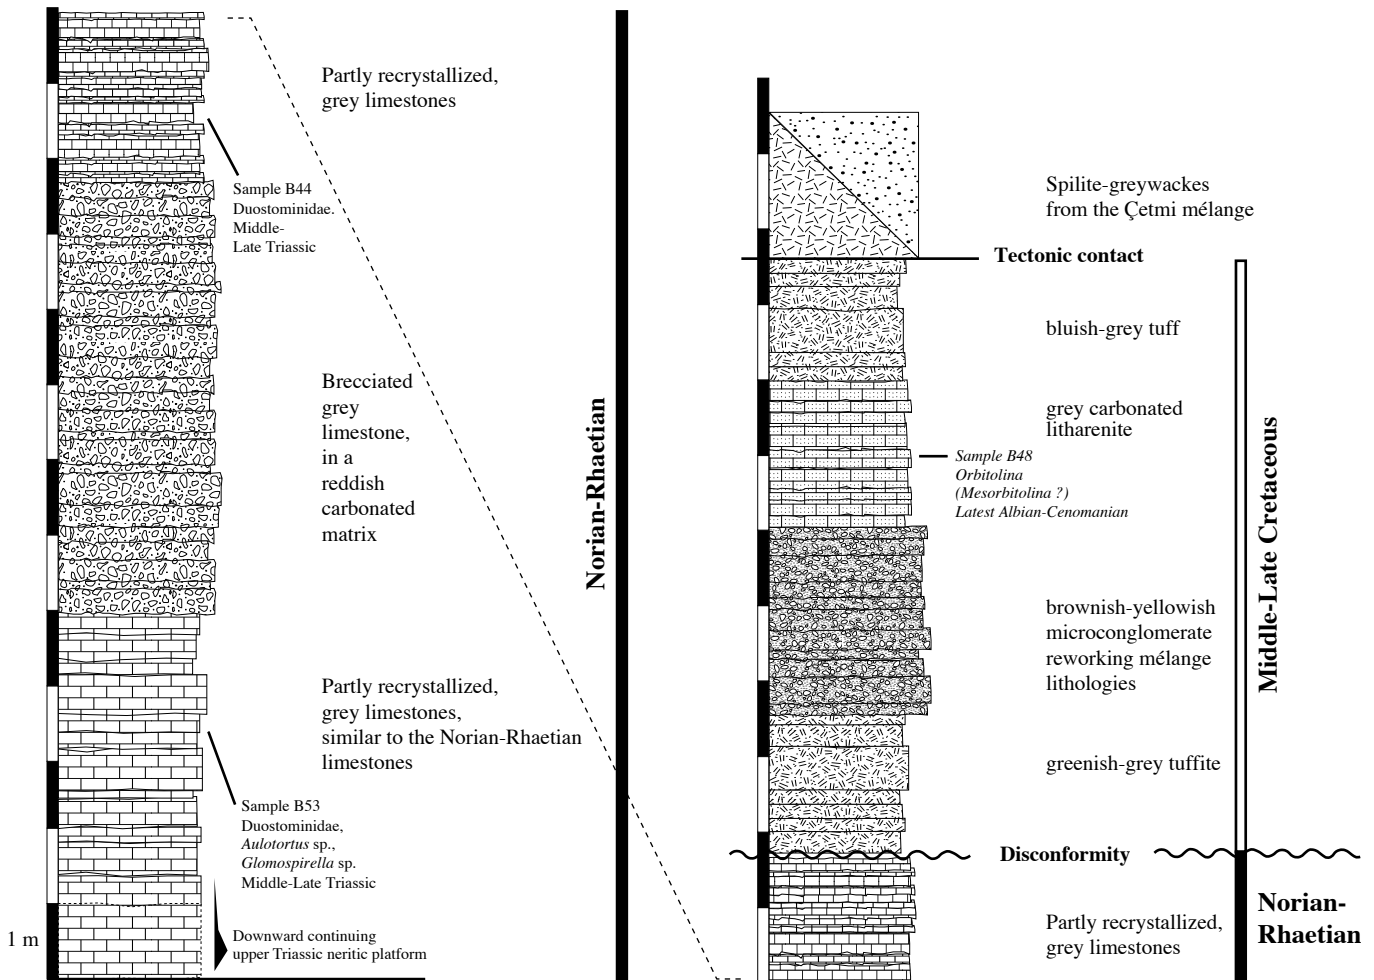 Partly recrystallized,
grey limestones
Sample B44
Duostominidae.
Middle-
Late Triassic
Brecciated
grey
limestone,
in a
reddish
carbonated
matrix
Partly recrystallized,
grey limestones,
similar to the Norian-Rhaetian
limestones
Sample B53
Duostominidae,
Aulotortus sp.,
Glomospirella sp.
Middle-Late Triassic
Downward continuing
upper Triassic neritic platform
1 m
Norian-Rhaetian
Spilite-greywackes
from the Çetmi mélange
Tectonic contact
bluish-grey tuff
grey carbonated
litharenite
Sample B48
Orbitolina
(Mesorbitolina ?)
Latest Albian-Cenomanian
brownish-yellowish
microconglomerate
reworking mélange
lithologies
greenish-grey tuffite
Disconformity
Partly recrystallized,
grey limestones
Middle-Late Cretaceous
Norian-
Rhaetian